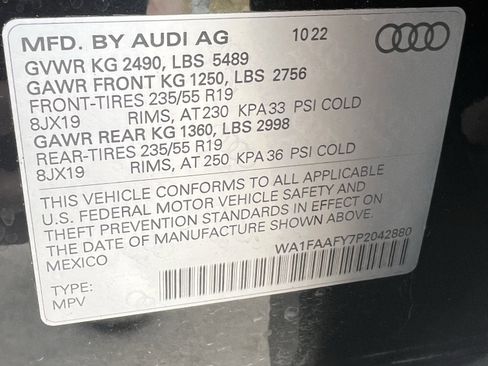 MFD. BY AUDI AG 10 22
GVWR KG 2490, LBS 5489
GAWR FRONT KG 1250, LBS 2756
FRONT-TIRES 235/55 R19
8JX19 RIMS, AT 230 KPA 33 PSI COLD
GAWR REAR KG 1360, LBS 2998
REAR-TIRES 235/55 R19
8JX19 RIMS, AT 250 KPA 36 PSI COLD
THIS VEHICLE CONFORMS TO ALL APPLICABLE
U.S. FEDERAL MOTOR VEHICLE SAFETY AND
THEFT PREVENTION STANDARDS IN EFFECT ON
THE DATE OF MANUFACTURE SHOWN ABOVE.
MEXICO
WA1FAAFY7P2042880
TYPE:
MPV